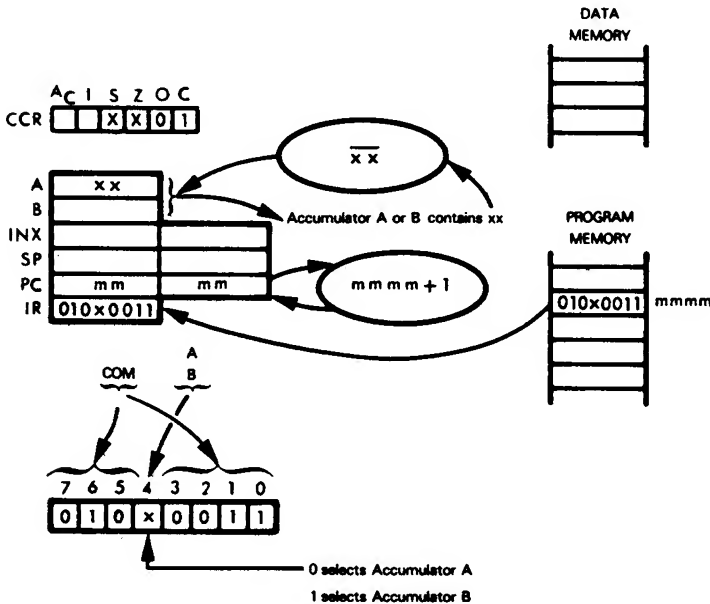 DATA
MEMORY
AC I S Z O C
CCR X X 0 1
xx
A xx
B
Accumulator A or B contains xx
INX
PROGRAM
MEMORY
SP
PC mm mm
mmmm + 1
IR 010x0011
010x0011 mmmm
COM
A
B
7 6 5 4 3 2 1 0
0 1 0 x 0 0 1 1
0 selects Accumulator A
1 selects Accumulator B